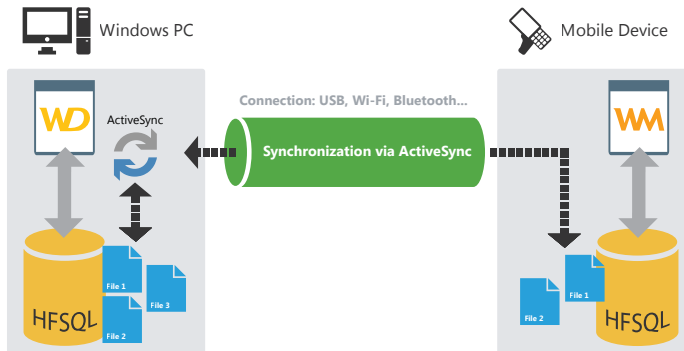 Windows PC
Mobile Device
Connection: USB, Wi-Fi, Bluetooth...
WD
ActiveSync
Synchronization via ActiveSync
WM
File 1
File 3
File 2
HFSQL
File 1
File 2
HFSQL